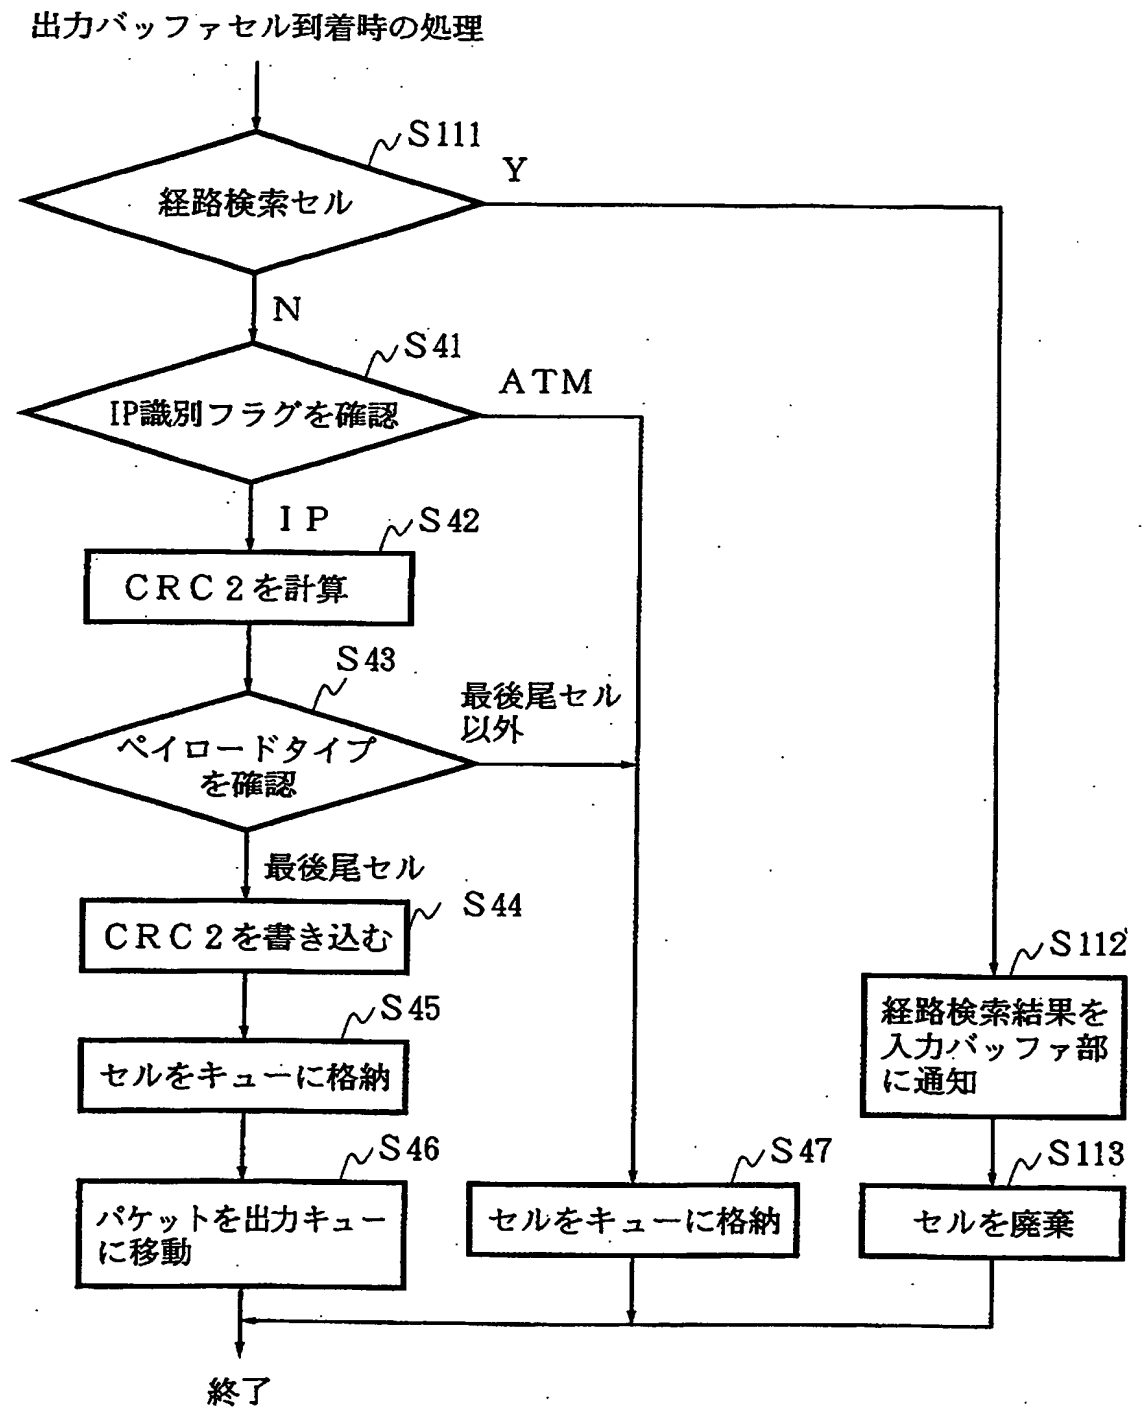 出力バッファセル到着時の処理
S111
Y
経路検索セル
N
S41
ATM
IP識別フラグを確認
IP
S42
CRC2を計算
S43
最後尾セル
以外
ペイロードタイプ
を確認
最後尾セル
S44
CRC2を書き込む
S112
経路検索結果を
入力バッファ部
に通知
S45
セルをキューに格納
S46
パケットを出力キュー
に移動
S47
セルをキューに格納
S113
セルを廃棄
終了